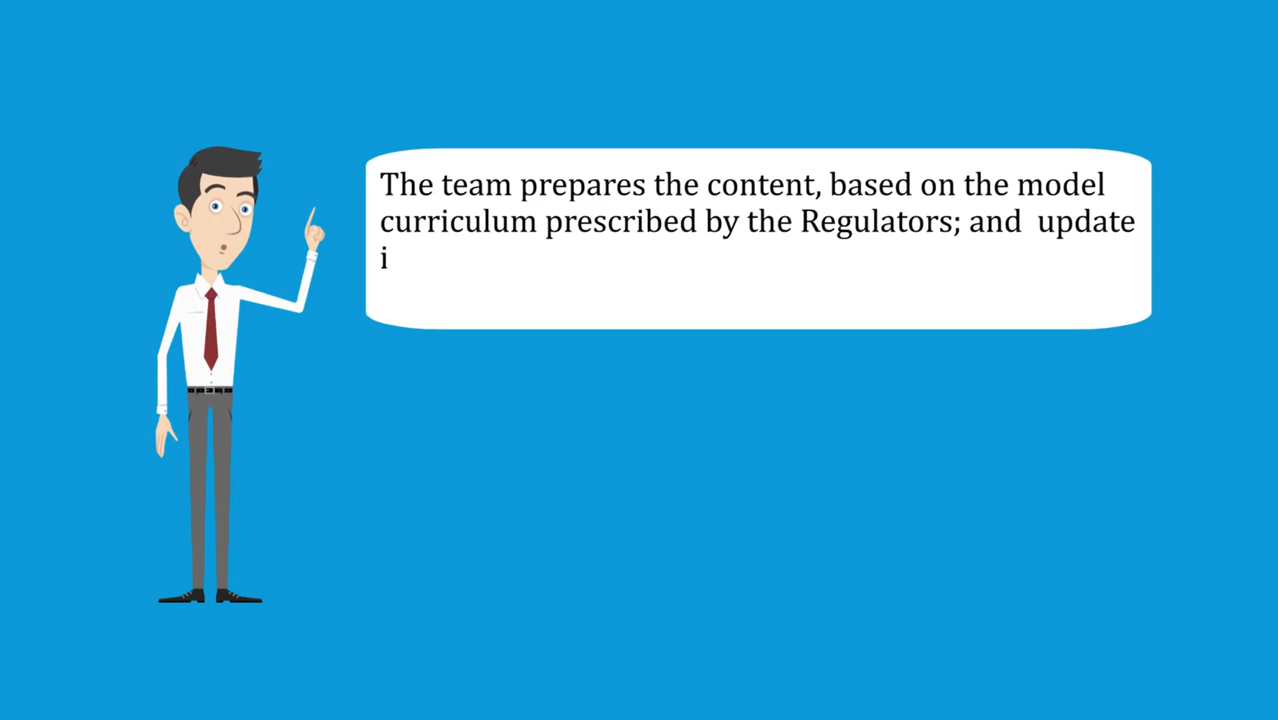 The team prepares the content, based on the model
curriculum prescribed by the Regulators; and  update
i